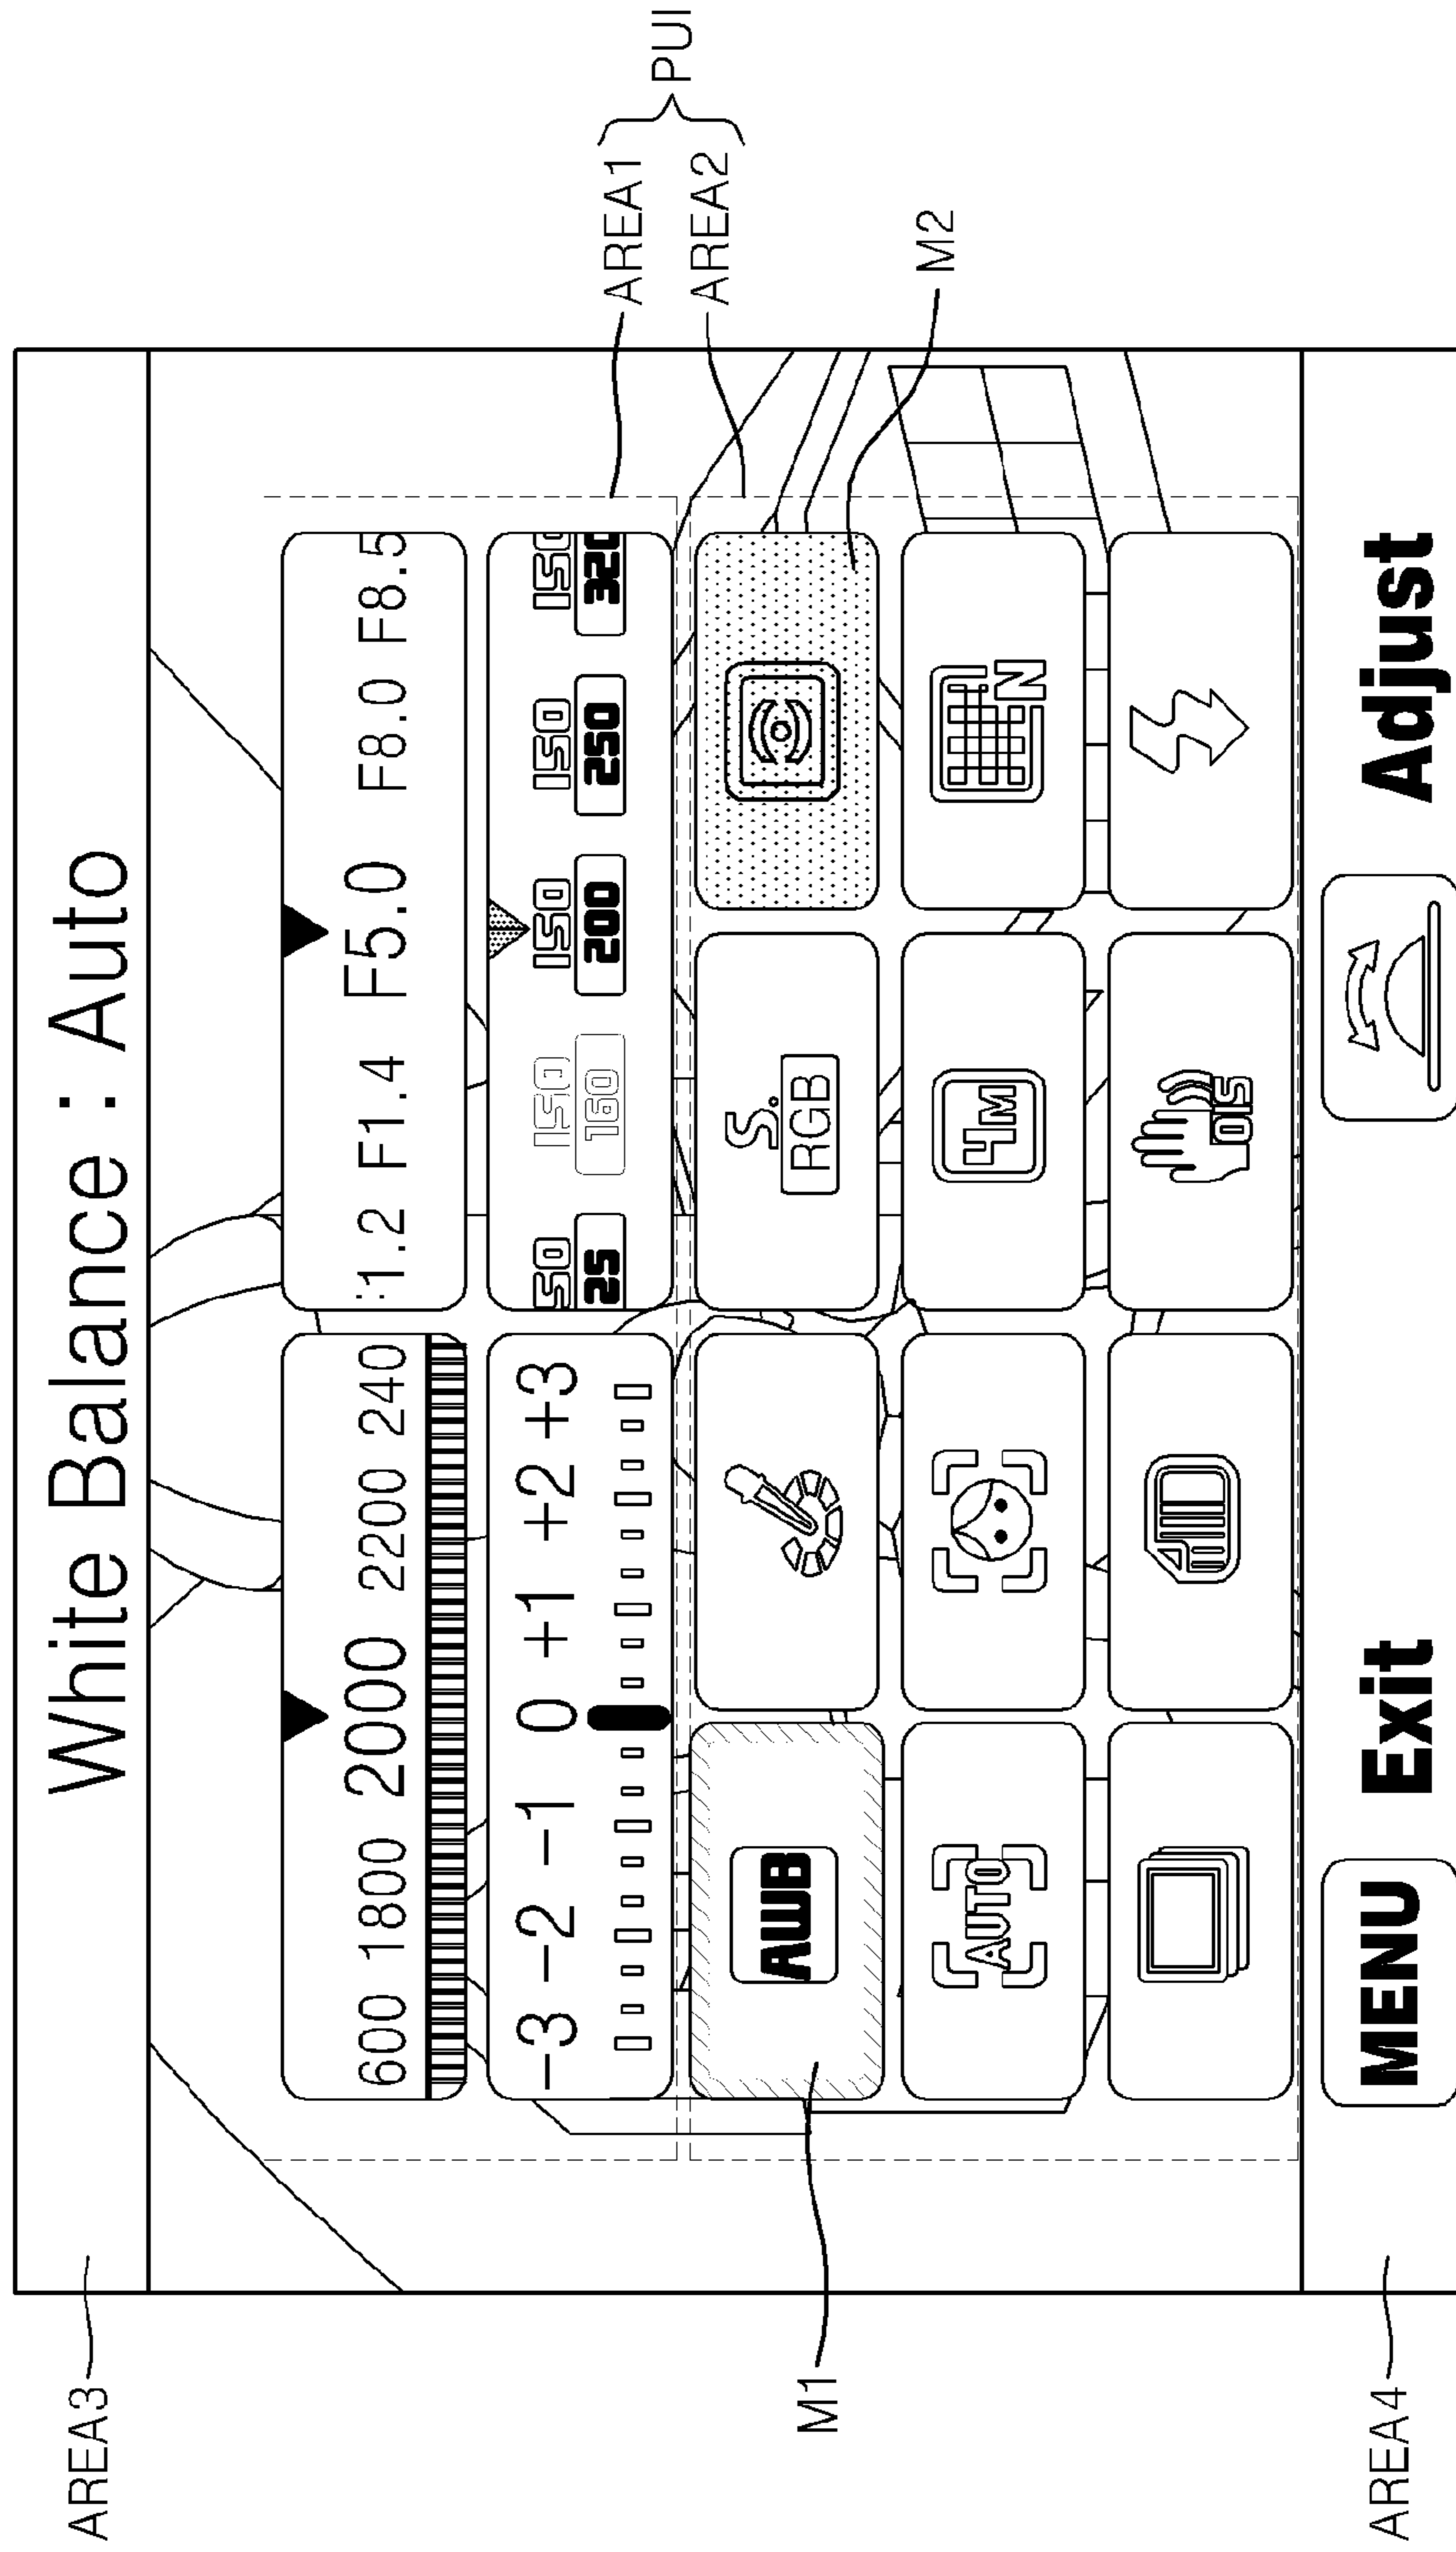 White Balance : Auto
AREA3
600 1800 2000 2200 240
:1.2 F1.4 F5.0 F8.0 F8.5
-3 -2 -1 0 +1 +2 +3
50 25
ISO 160
ISO 200
ISO 250
ISO 320
AREA1
AREA2
PUI
AWB
S. RGB
M1
M2
AUTO
4M
N
OIS
MENU Exit
Adjust
AREA4